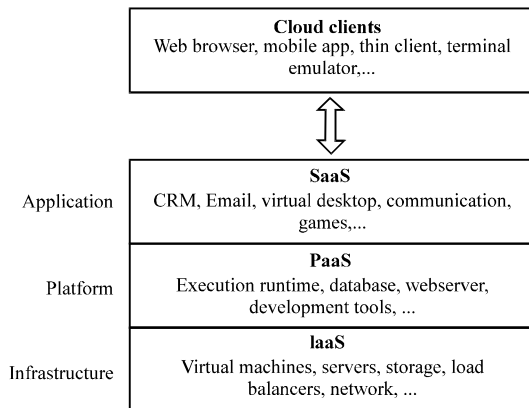 Cloud clients
Web browser, mobile app, thin client, terminal
emulator,...
SaaS
Application
CRM, Email, virtual desktop, communication,
games,...
PaaS
Platform
Execution runtime, database, webserver,
development tools, ...
laaS
Infrastructure
Virtual machines, servers, storage, load
balancers, network, ...